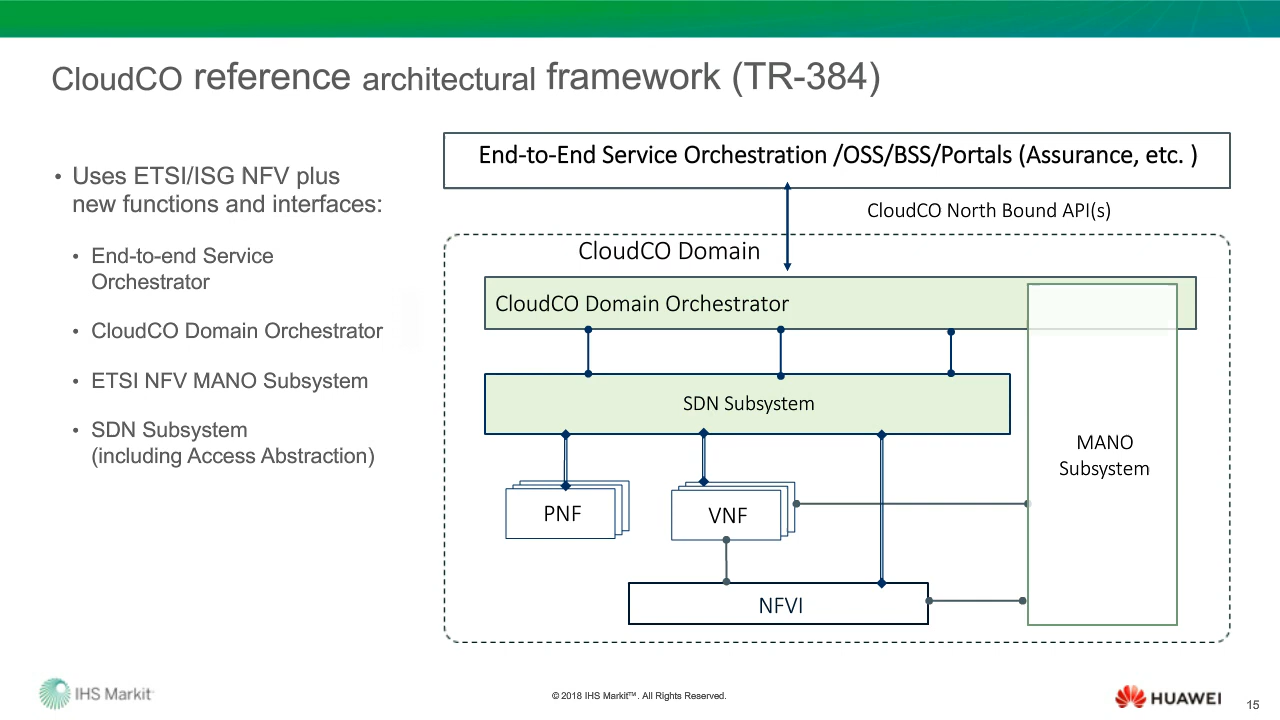 CloudCO reference architectural framework (TR-384)
• Uses ETSI/ISG NFV plus
new functions and interfaces:
• End-to-end Service
Orchestrator
• CloudCO Domain Orchestrator
• ETSI NFV MANO Subsystem
• SDN Subsystem
(including Access Abstraction)
End-to-End Service Orchestration /OSS/BSS/Portals (Assurance, etc. )
CloudCO North Bound API(s)
CloudCO Domain
CloudCO Domain Orchestrator
SDN Subsystem
MANO
Subsystem
PNF
VNF
NFVI
IHS Markit™
© 2018 IHS Markit™. All Rights Reserved.
HUAWEI
15